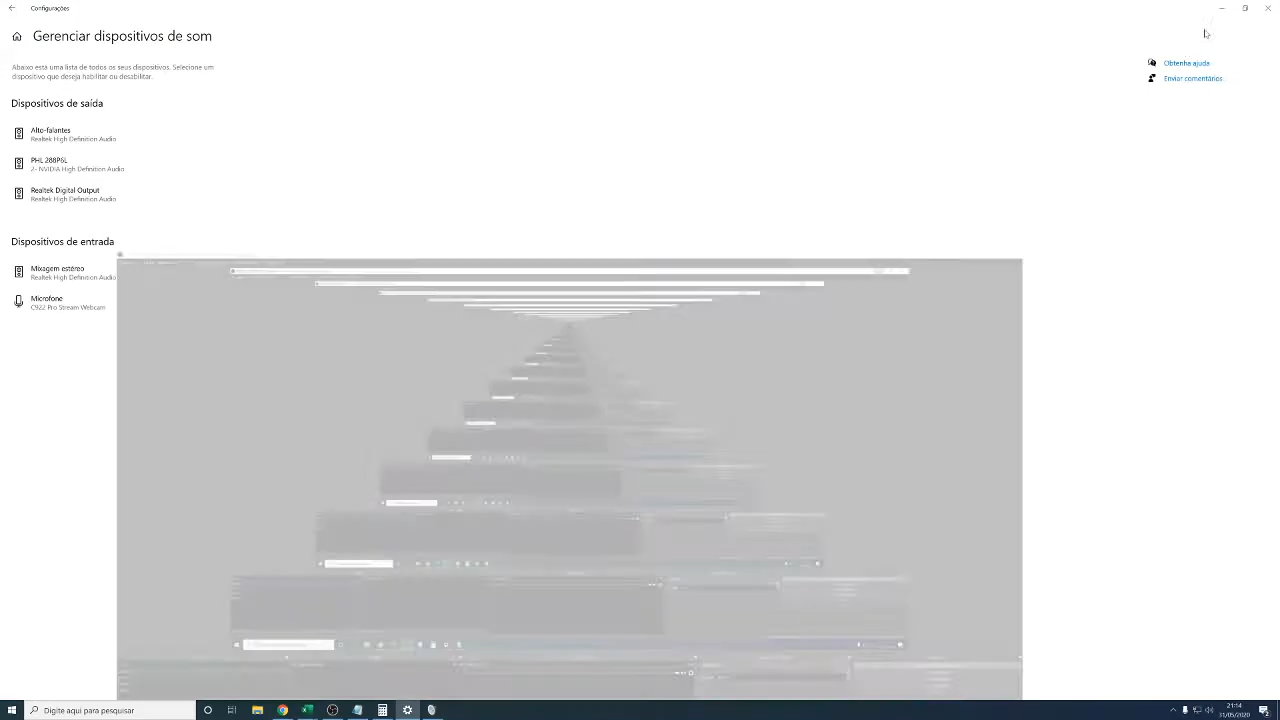 Configurações
Gerenciar dispositivos de som
Abaixo está uma lista de todos os seus dispositivos. Selecione um
dispositivo que deseja habilitar ou desabilitar.
Obtenha ajuda
Enviar comentários
Dispositivos de saída
Alto-falantes
Realtek High Definition Audio
PHL 288P6L
2- NVIDIA High Definition Audio
Realtek Digital Output
Realtek High Definition Audio
Dispositivos de entrada
Mixagem estéreo
Realtek High Definition Audio
Microfone
C922 Pro Stream Webcam
Digite aqui para pesquisar
21:14
31/05/2020